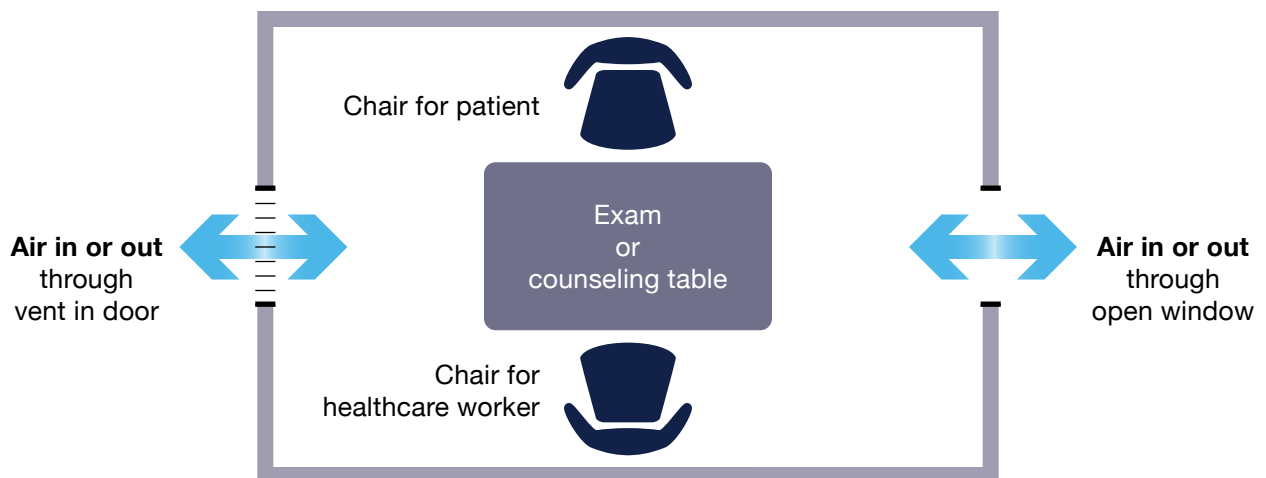 Chair for patient
Exam
or
counseling table
Air in or out
through
vent in door
Air in or out
through
open window
Chair for
healthcare worker